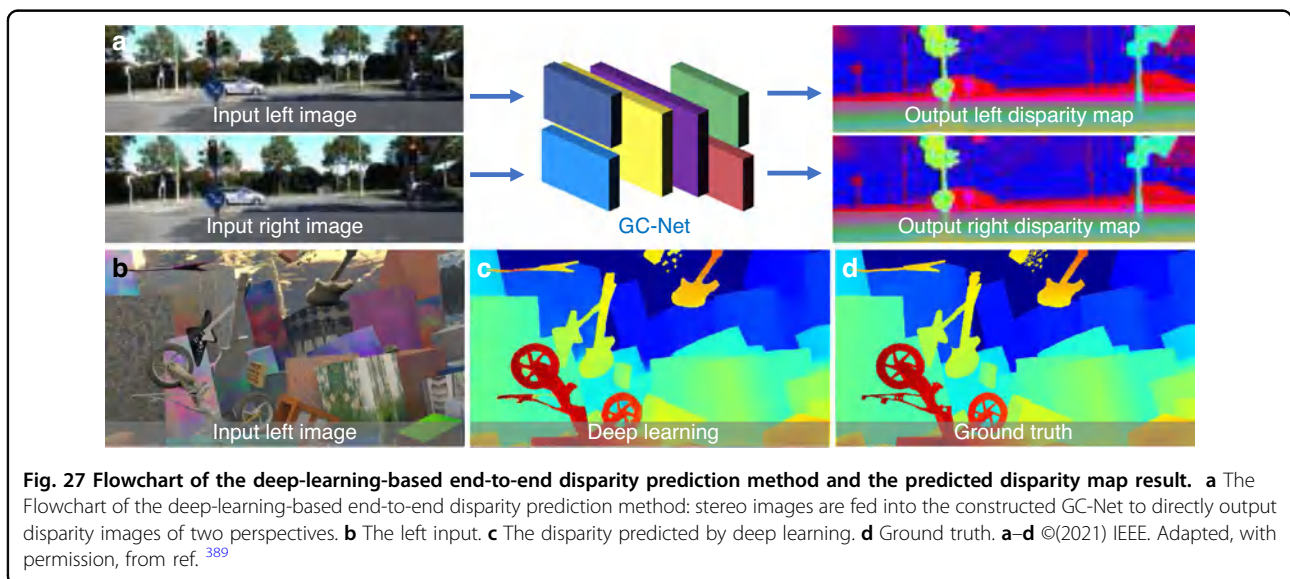 a
Input left image
Output left disparity map
Input right image
GC-Net
Output right disparity map
b
c
d
Input left image
Deep learning
Ground truth
Fig. 27 Flowchart of the deep-learning-based end-to-end disparity prediction method and the predicted disparity map result. a The
Flowchart of the deep-learning-based end-to-end disparity prediction method: stereo images are fed into the constructed GC-Net to directly output
disparity images of two perspectives. b The left input. c The disparity predicted by deep learning. d Ground truth. a–d ©(2021) IEEE. Adapted, with
permission, from ref. 389